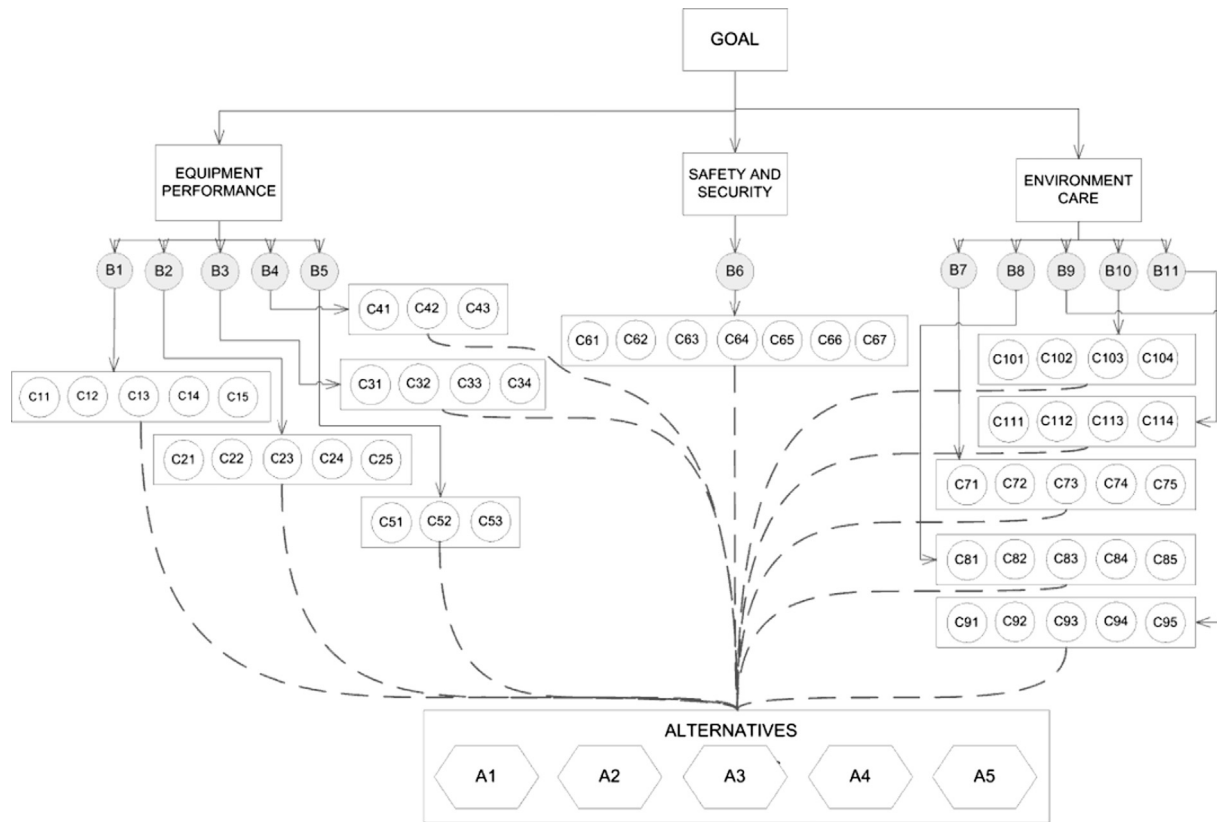 GOAL
EQUIPMENT
PERFORMANCE
SAFETY AND
SECURITY
ENVIRONMENT
CARE
B1 B2 B3 B4 B5
B6
B7 B8 B9 B10 B11
C41 C42 C43
C61 C62 C63 C64 C65 C66 C67
C101 C102 C103 C104
C11 C12 C13 C14 C15
C31 C32 C33 C34
C111 C112 C113 C114
C21 C22 C23 C24 C25
C71 C72 C73 C74 C75
C51 C52 C53
C81 C82 C83 C84 C85
C91 C92 C93 C94 C95
ALTERNATIVES
A1 A2 A3 A4 A5